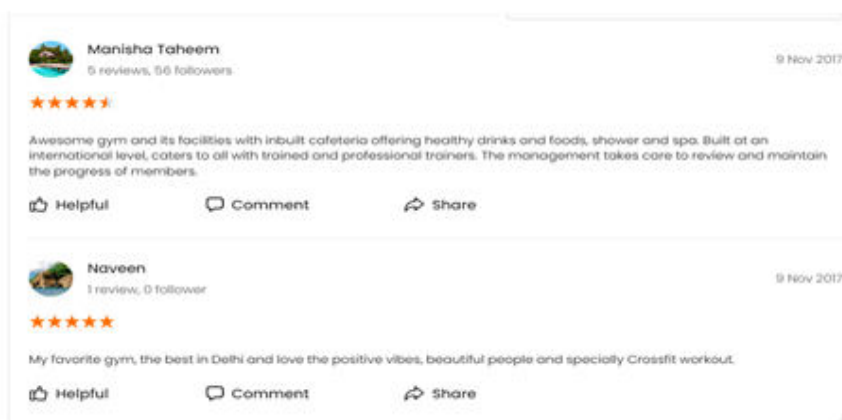 Manisha Taheem
9 Nov 2017
5 reviews, 56 followers
Awesome gym and its facilities with inbuilt cafeteria offering healthy drinks and foods, shower and spa. Built at an
international level, caters to all with trained and professional trainers. The management takes care to review and maintain
the progress of members.
Helpful Comment Share
Naveen
9 Nov 2017
1 review, 0 follower
My favorite gym, the best in Delhi and love the positive vibes, beautiful people and specially Crossfit workout.
Helpful Comment Share